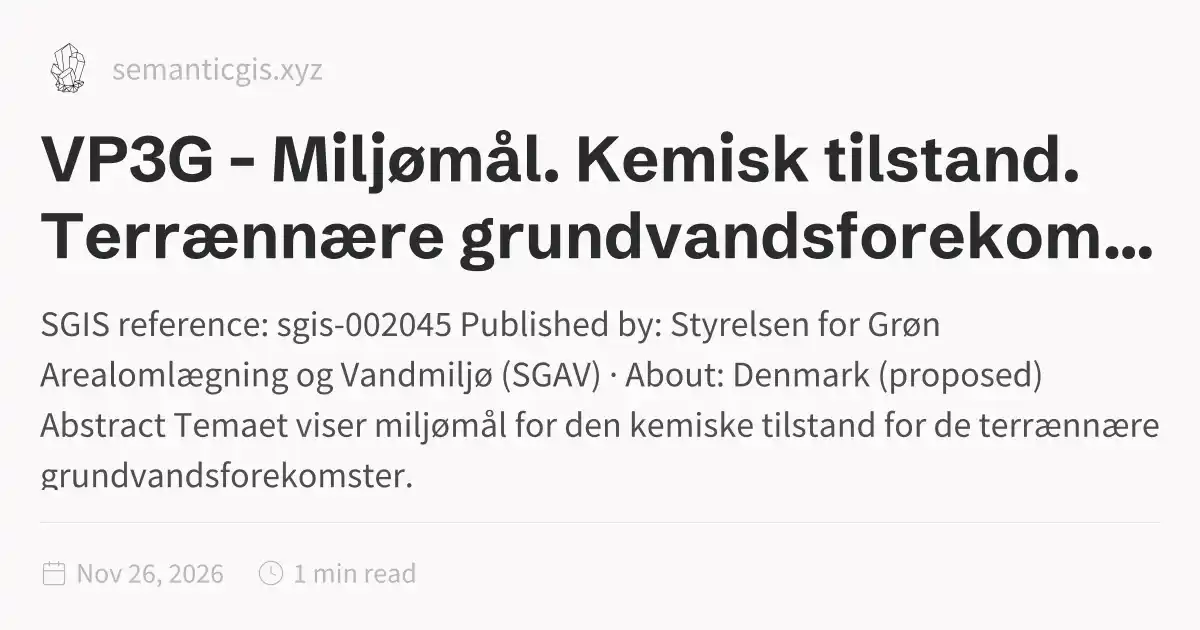 semanticgis.xyz
VP3G - Miljømål. Kemisk tilstand.
Terrænnære grundvandsforekom...
SGIS reference: sgis-002045 Published by: Styrelsen for Grøn
Arealomlægning og Vandmiljø (SGAV) · About: Denmark (proposed)
Abstract Temaet viser miljømål for den kemiske tilstand for de terrænnære
grundvandsforekomster.
Nov 26, 2026
1 min read